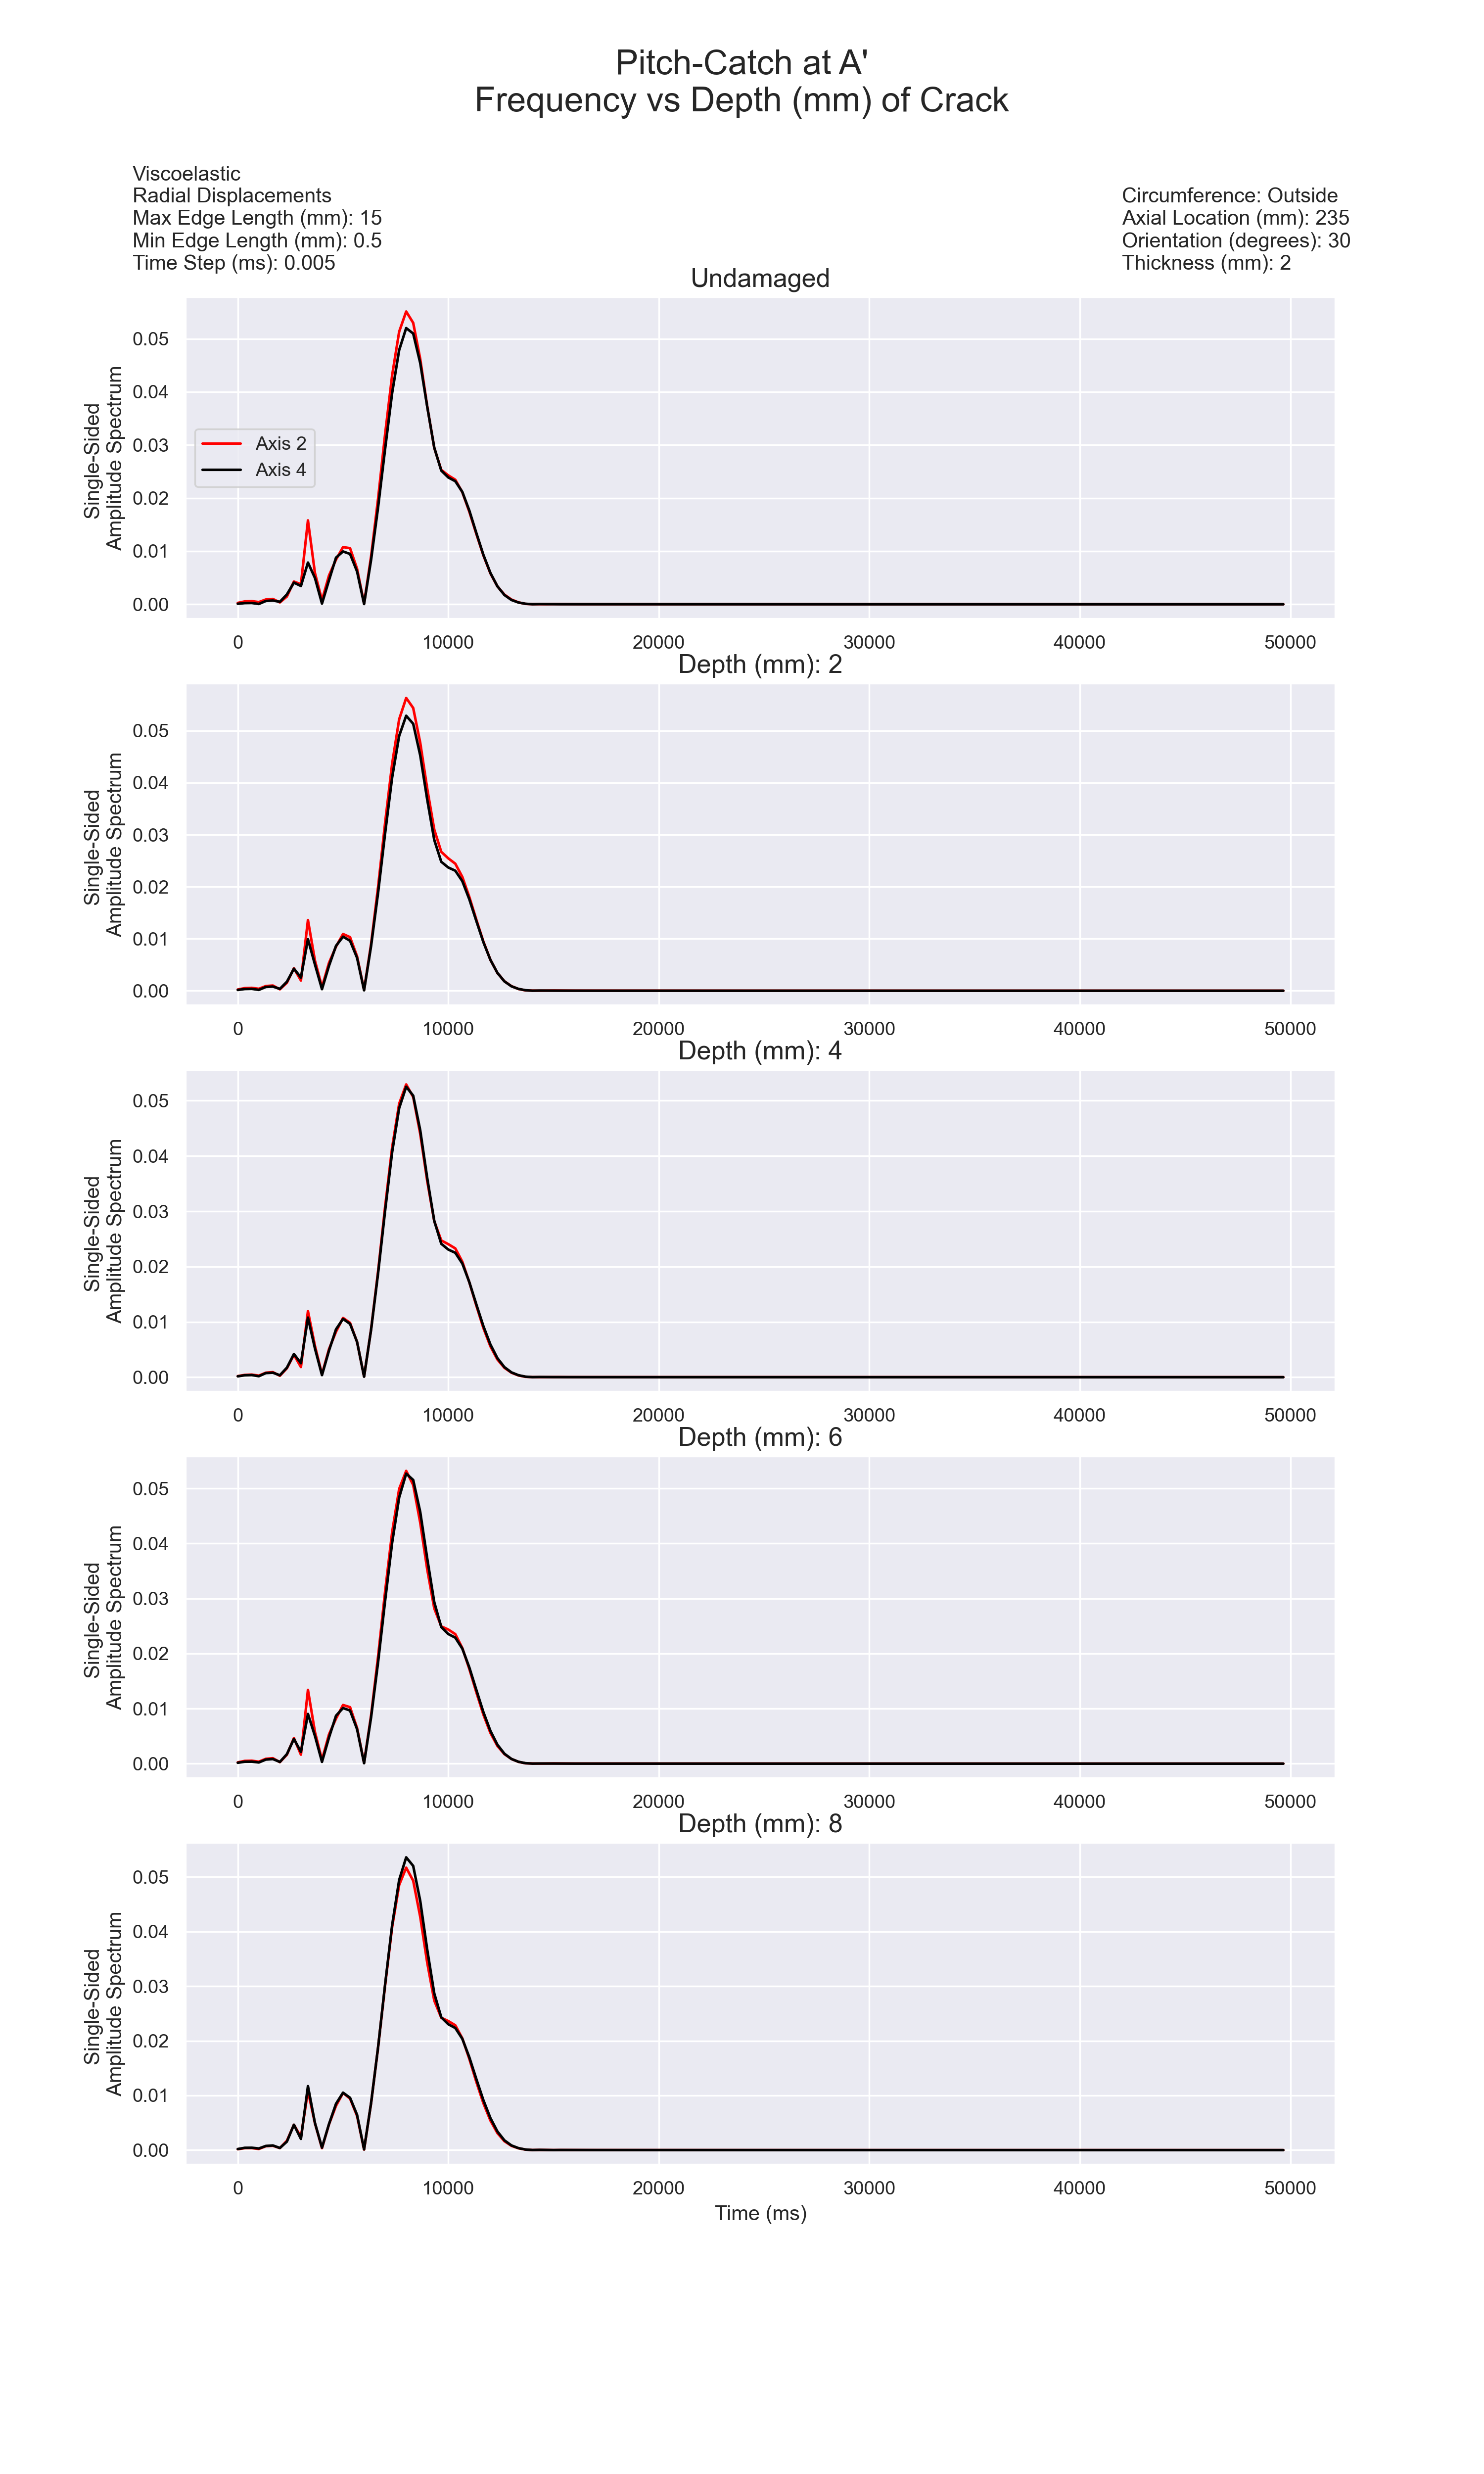 Pitch-Catch at A'
Frequency vs Depth (mm) of Crack
Viscoelastic
Radial Displacements
Max Edge Length (mm): 15
Min Edge Length (mm): 0.5
Time Step (ms): 0.005
Circumference: Outside
Axial Location (mm): 235
Orientation (degrees): 30
Thickness (mm): 2
Undamaged
Single-Sided
Amplitude Spectrum
0.05
0.04
0.03
0.02
0.01
0.00
Axis 2
Axis 4
0 10000 20000 30000 40000 50000
Depth (mm): 2
Single-Sided
Amplitude Spectrum
0.05
0.04
0.03
0.02
0.01
0.00
0 10000 20000 30000 40000 50000
Depth (mm): 4
Single-Sided
Amplitude Spectrum
0.05
0.04
0.03
0.02
0.01
0.00
0 10000 20000 30000 40000 50000
Depth (mm): 6
Single-Sided
Amplitude Spectrum
0.05
0.04
0.03
0.02
0.01
0.00
0 10000 20000 30000 40000 50000
Depth (mm): 8
Single-Sided
Amplitude Spectrum
0.05
0.04
0.03
0.02
0.01
0.00
0 10000 20000 30000 40000 50000
Time (ms)